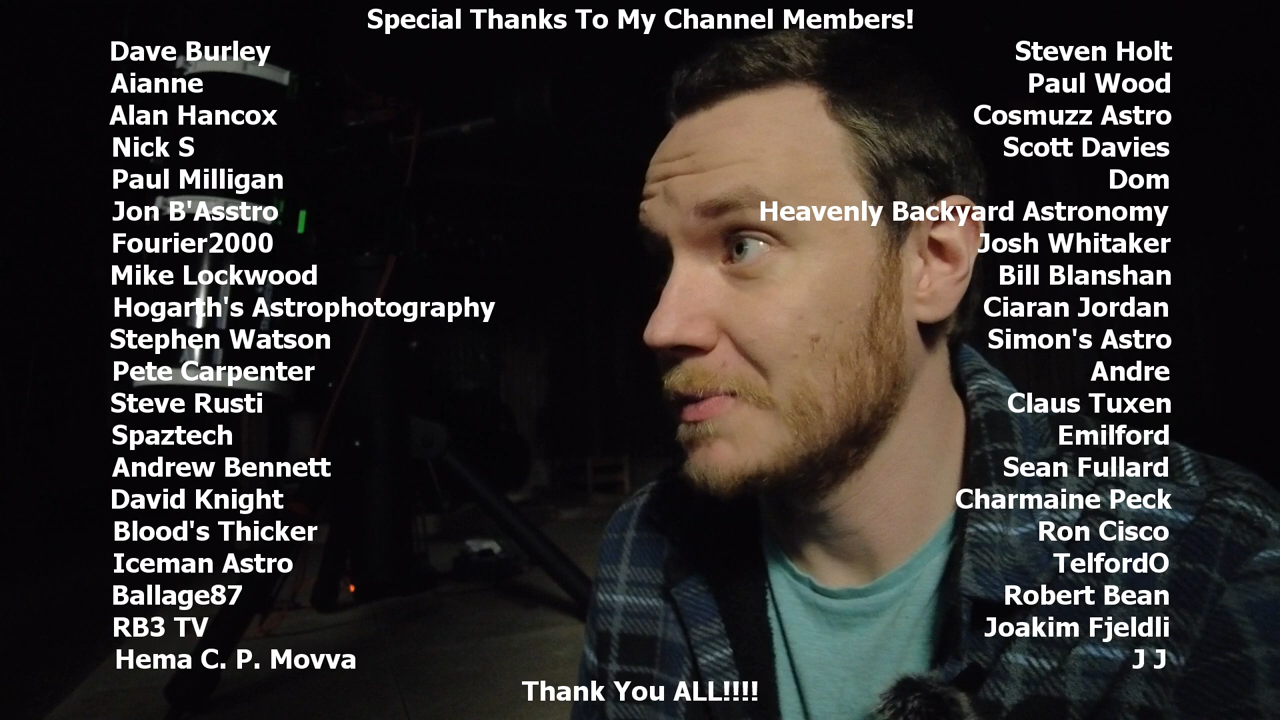 Special Thanks To My Channel Members!
Dave Burley
Aianne
Alan Hancox
Nick S
Paul Milligan
Jon B'Asstro
Fourier2000
Mike Lockwood
Hogarth's Astrophotography
Stephen Watson
Pete Carpenter
Steve Rusti
Spaztech
Andrew Bennett
David Knight
Blood's Thicker
Iceman Astro
Ballage87
RB3 TV
Hema C. P. Movva
Steven Holt
Paul Wood
Cosmuzz Astro
Scott Davies
Dom
Heavenly Backyard Astronomy
Josh Whitaker
Bill Blanshan
Ciaran Jordan
Simon's Astro
Andre
Claus Tuxen
Emilford
Sean Fullard
Charmaine Peck
Ron Cisco
TelfordO
Robert Bean
Joakim Fjeldli
J J
Thank You ALL!!!!